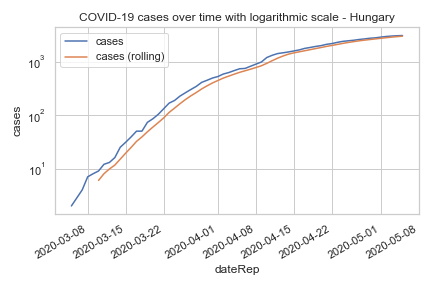 COVID-19 cases over time with logarithmic scale - Hungary
cases
cases (rolling)
10³
10²
10¹
cases
2020-03-08
2020-03-15
2020-03-22
2020-04-01
2020-04-08
2020-04-15
2020-04-22
2020-05-01
2020-05-08
dateRep